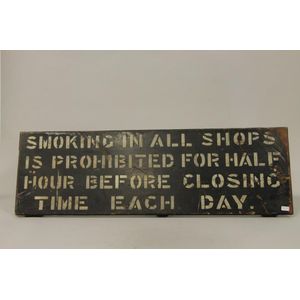 SMOKING IN ALL SHOPS
IS PROHIBITED FOR HALF
HOUR BEFORE CLOSING
TIME EACH DAY.